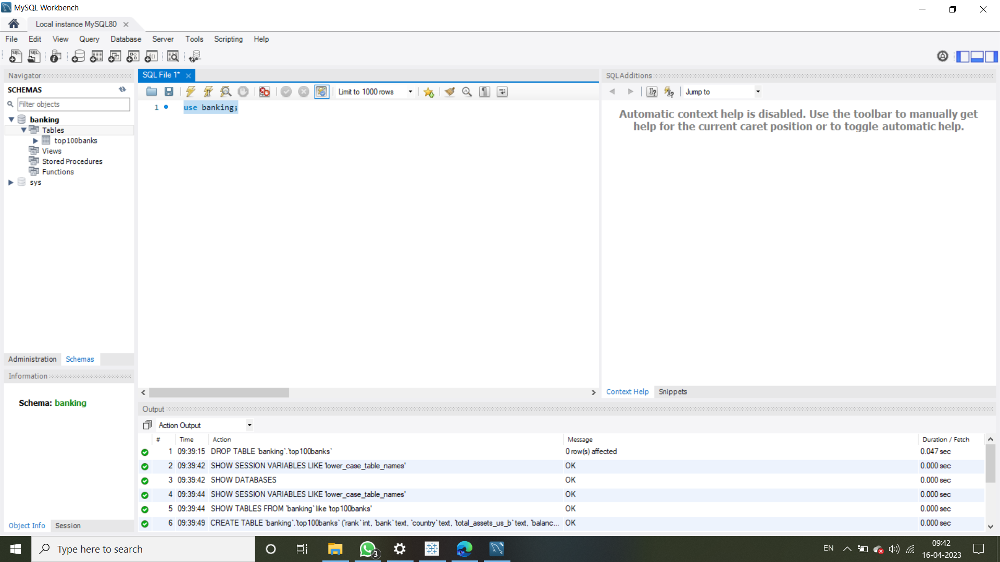 MySQL Workbench
Local instance MySQL80
File Edit View Query Database Server Tools Scripting Help
Navigator
SCHEMAS
Filter objects
banking
Tables
top100banks
Views
Stored Procedures
Functions
sys
Administration Schemas
Information
Schema: banking
Object Info Session
SQL File 1*
Limit to 1000 rows
1 use banking;
SQLAdditions
Jump to
Automatic context help is disabled. Use the toolbar to manually get
help for the current caret position or to toggle automatic help.
Context Help Snippets
Output
Action Output
# Time Action Message Duration / Fetch
1 09:39:15 DROP TABLE `banking`.`top100banks` 0 row(s) affected 0.047 sec
2 09:39:42 SHOW SESSION VARIABLES LIKE 'lower_case_table_names' OK 0.000 sec
3 09:39:42 SHOW DATABASES OK 0.000 sec
4 09:39:44 SHOW SESSION VARIABLES LIKE 'lower_case_table_names' OK 0.000 sec
5 09:39:44 SHOW TABLES FROM `banking` like 'top100banks' OK 0.000 sec
6 09:39:49 CREATE TABLE `banking`.`top100banks` (`rank` int, `bank` text, `country` text, `total_assets_us_b` text, `balanc... OK 0.000 sec
Type here to search
3
EN
09:42
16-04-2023